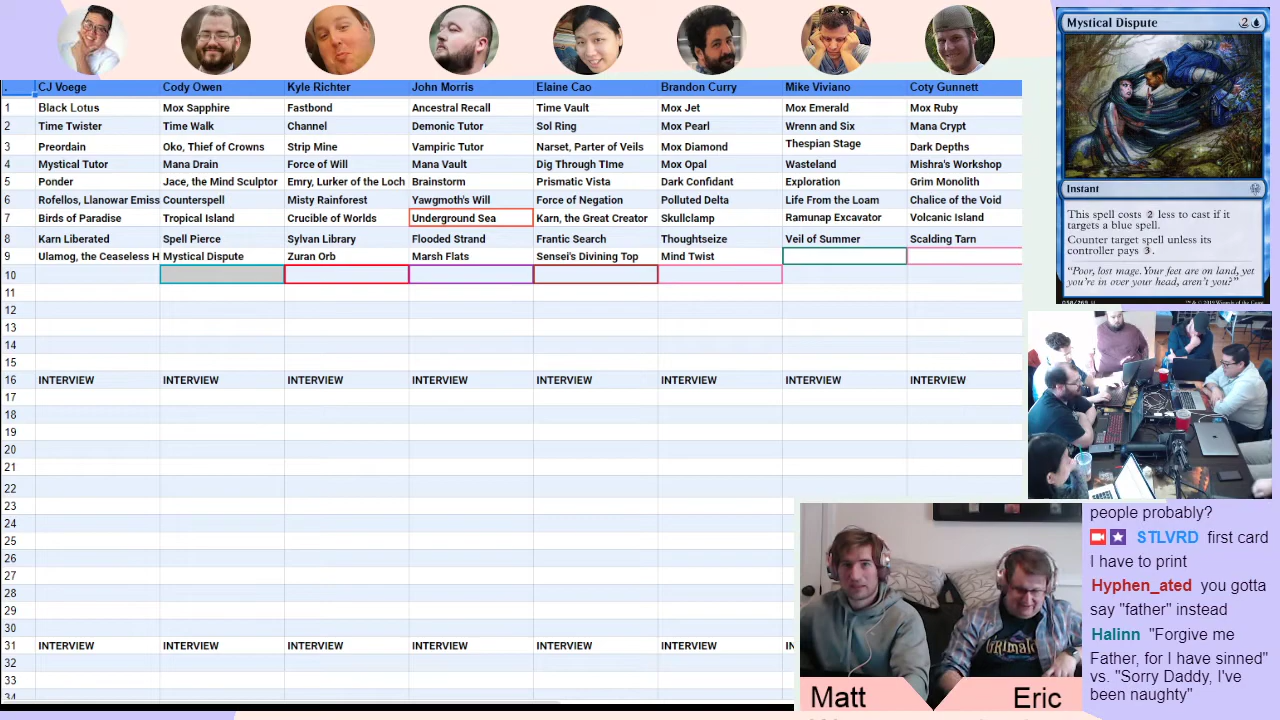 . CJ Voege Cody Owen Kyle Richter John Morris Elaine Cao Brandon Curry Mike Viviano Coty Gunnett
1 Black Lotus Mox Sapphire Fastbond Ancestral Recall Time Vault Mox Jet Mox Emerald Mox Ruby
2 Time Twister Time Walk Channel Demonic Tutor Sol Ring Mox Pearl Wrenn and Six Mana Crypt
3 Preordain Oko, Thief of Crowns Strip Mine Vampiric Tutor Narset, Parter of Veils Mox Diamond Thespian Stage Dark Depths
4 Mystical Tutor Mana Drain Force of Will Mana Vault Dig Through TIme Mox Opal Wasteland Mishra's Workshop
5 Ponder Jace, the Mind Sculptor Emry, Lurker of the Loch Brainstorm Prismatic Vista Dark Confidant Exploration Grim Monolith
6 Rofellos, Llanowar Emiss Counterspell Misty Rainforest Yawgmoth's Will Force of Negation Polluted Delta Life From the Loam Chalice of the Void
7 Birds of Paradise Tropical Island Crucible of Worlds Underground Sea Karn, the Great Creator Skullclamp Ramunap Excavator Volcanic Island
8 Karn Liberated Spell Pierce Sylvan Library Flooded Strand Frantic Search Thoughtseize Veil of Summer Scalding Tarn
9 Ulamog, the Ceaseless H Mystical Dispute Zuran Orb Marsh Flats Sensei's Divining Top Mind Twist
10
11
12
13
14
15
16 INTERVIEW INTERVIEW INTERVIEW INTERVIEW INTERVIEW INTERVIEW INTERVIEW INTERVIEW
17
18
19
20
21
22
23
24
25
26
27
28
29
30
31 INTERVIEW INTERVIEW INTERVIEW INTERVIEW INTERVIEW INTERVIEW IN
32
33
34
Mystical Dispute 2
Instant
This spell costs 2 less to cast if it
targets a blue spell.
Counter target spell unless its
controller pays 3.
"Poor, lost mage. Your feet are on land, yet
you're in over your head, aren't you?"
people probably?
STLVRD first card
I have to print
Hyphen_ated you gotta
say "father" instead
Halinn "Forgive me
Father, for I have sinned"
vs. "Sorry Daddy, I've
been naughty"
Matt Eric